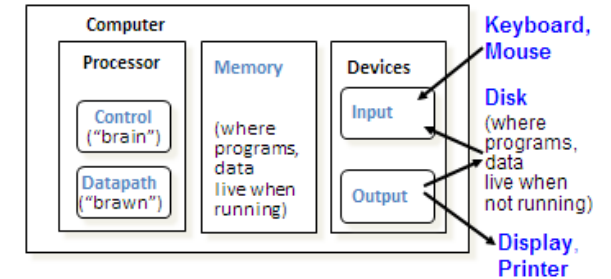 Computer
Processor
Control
("brain")
Datapath
("brawn")
Memory
(where
programs,
data
live when
running)
Devices
Input
Output
Keyboard,
Mouse
Disk
(where
programs,
data
live when
not running)
Display,
Printer